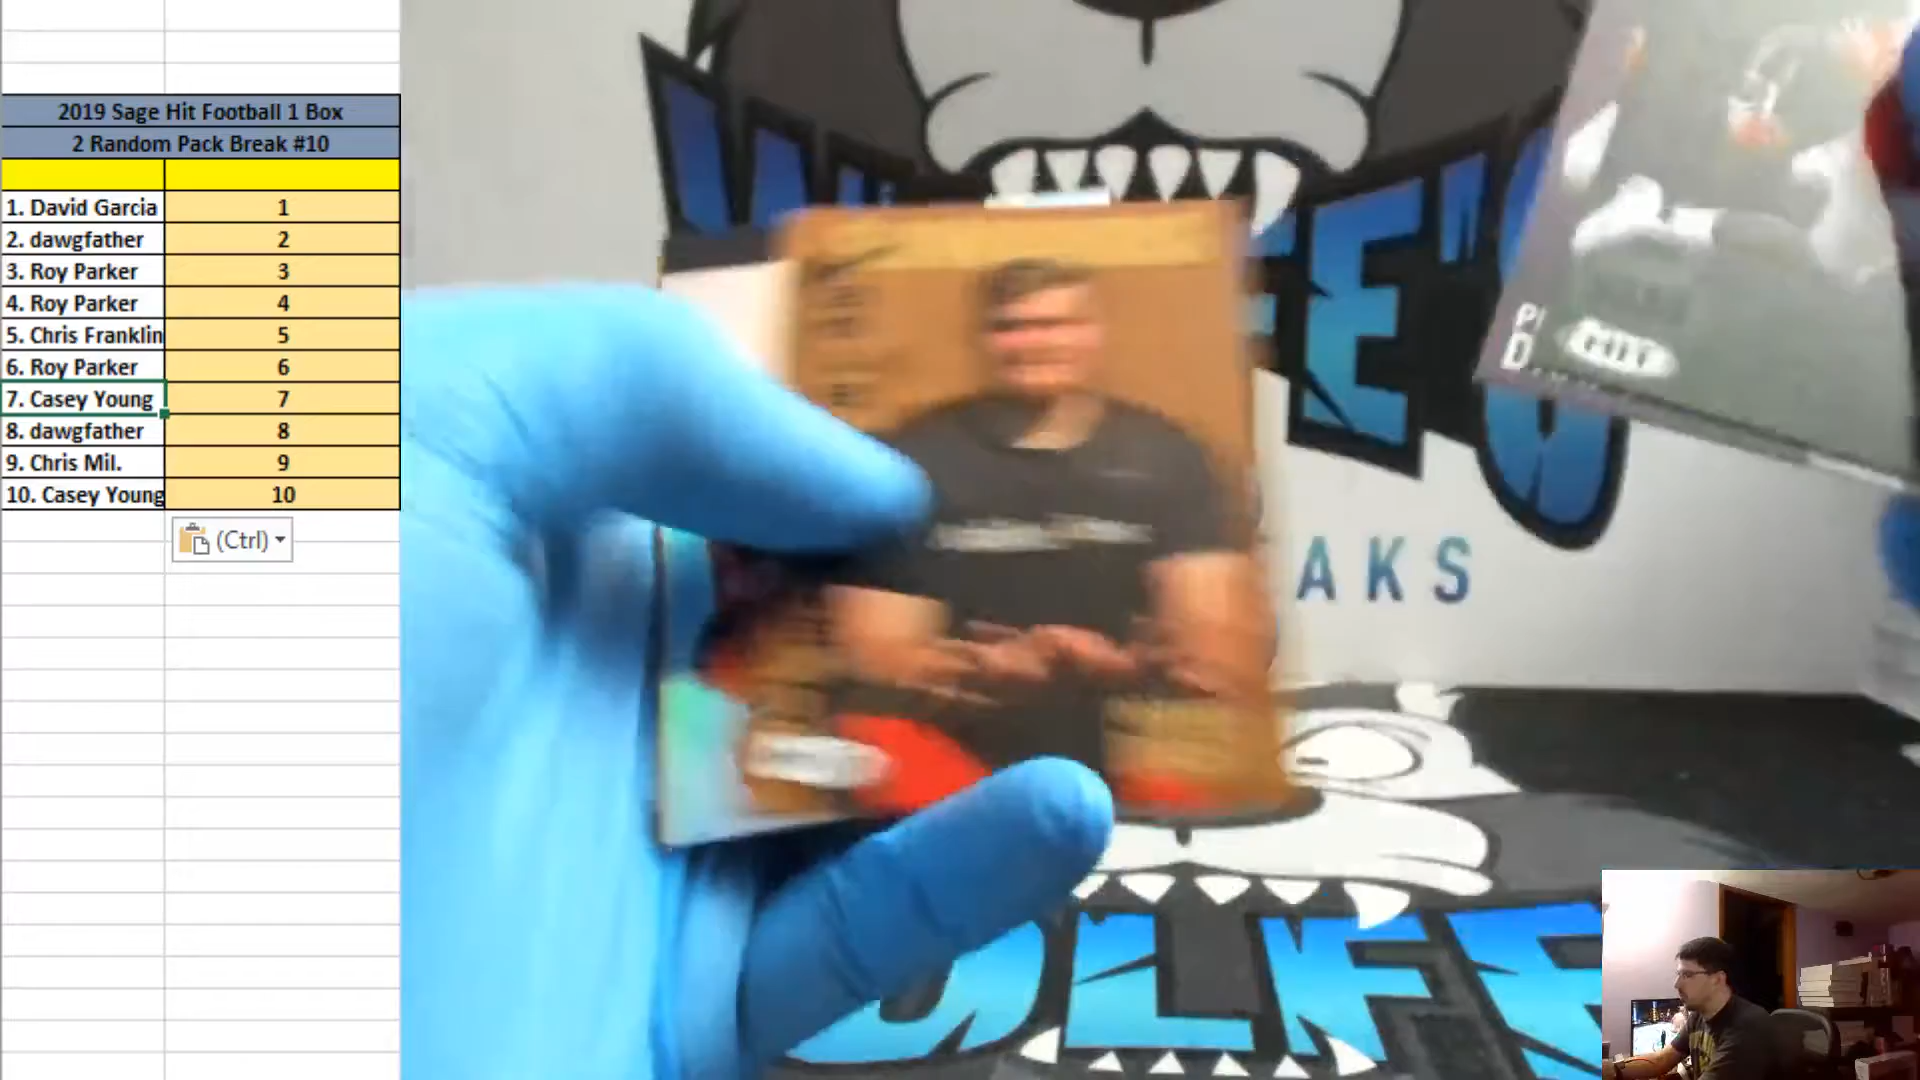 2019 Sage Hit Football 1 Box
2 Random Pack Break #10
1. David Garcia 1
2. dawgfather 2
3. Roy Parker 3
4. Roy Parker 4
5. Chris Franklin 5
6. Roy Parker 6
7. Casey Young 7
8. dawgfather 8
9. Chris Mil. 9
10. Casey Young 10
(Ctrl)
HIT
AKS